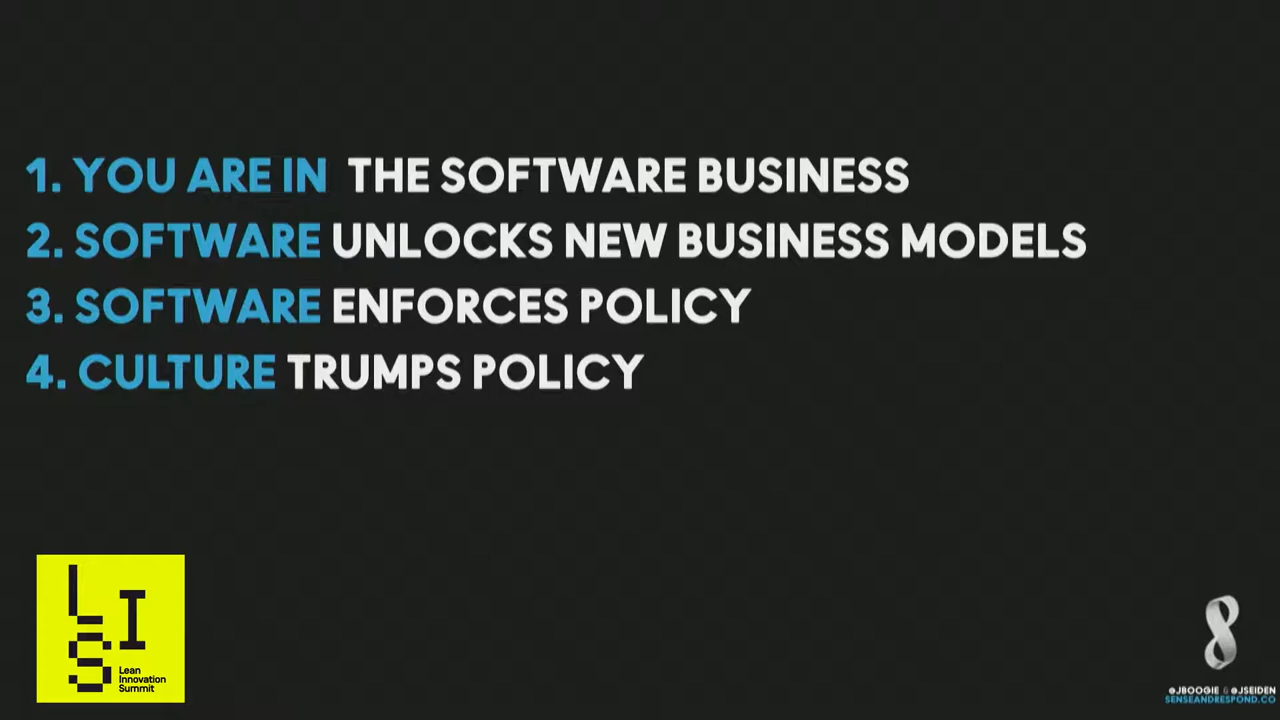 1. YOU ARE IN THE SOFTWARE BUSINESS
2. SOFTWARE UNLOCKS NEW BUSINESS MODELS
3. SOFTWARE ENFORCES POLICY
4. CULTURE TRUMPS POLICY
LIS
Lean
Innovation
Summit
@JBOOGIE & @JSEIDEN
SENSEANDRESPOND.CO